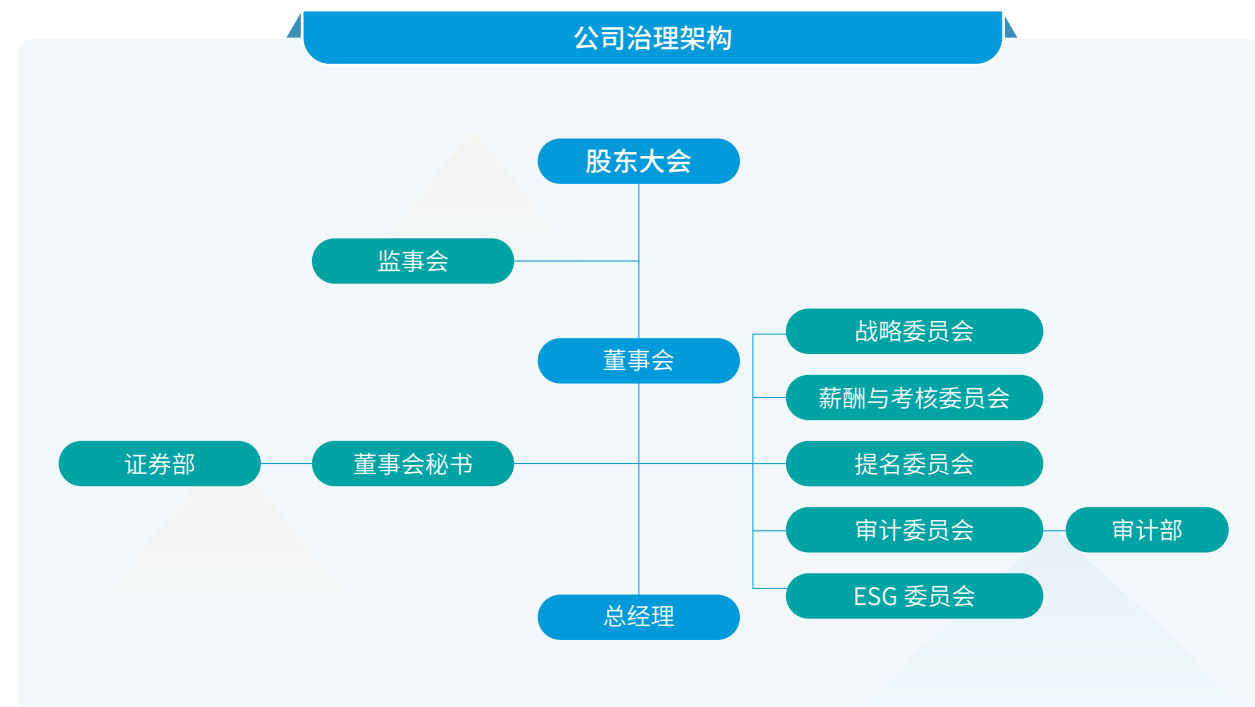 公司治理架构
股东大会
监事会
董事会
战略委员会
薪酬与考核委员会
证券部
董事会秘书
提名委员会
审计委员会
审计部
ESG 委员会
总经理